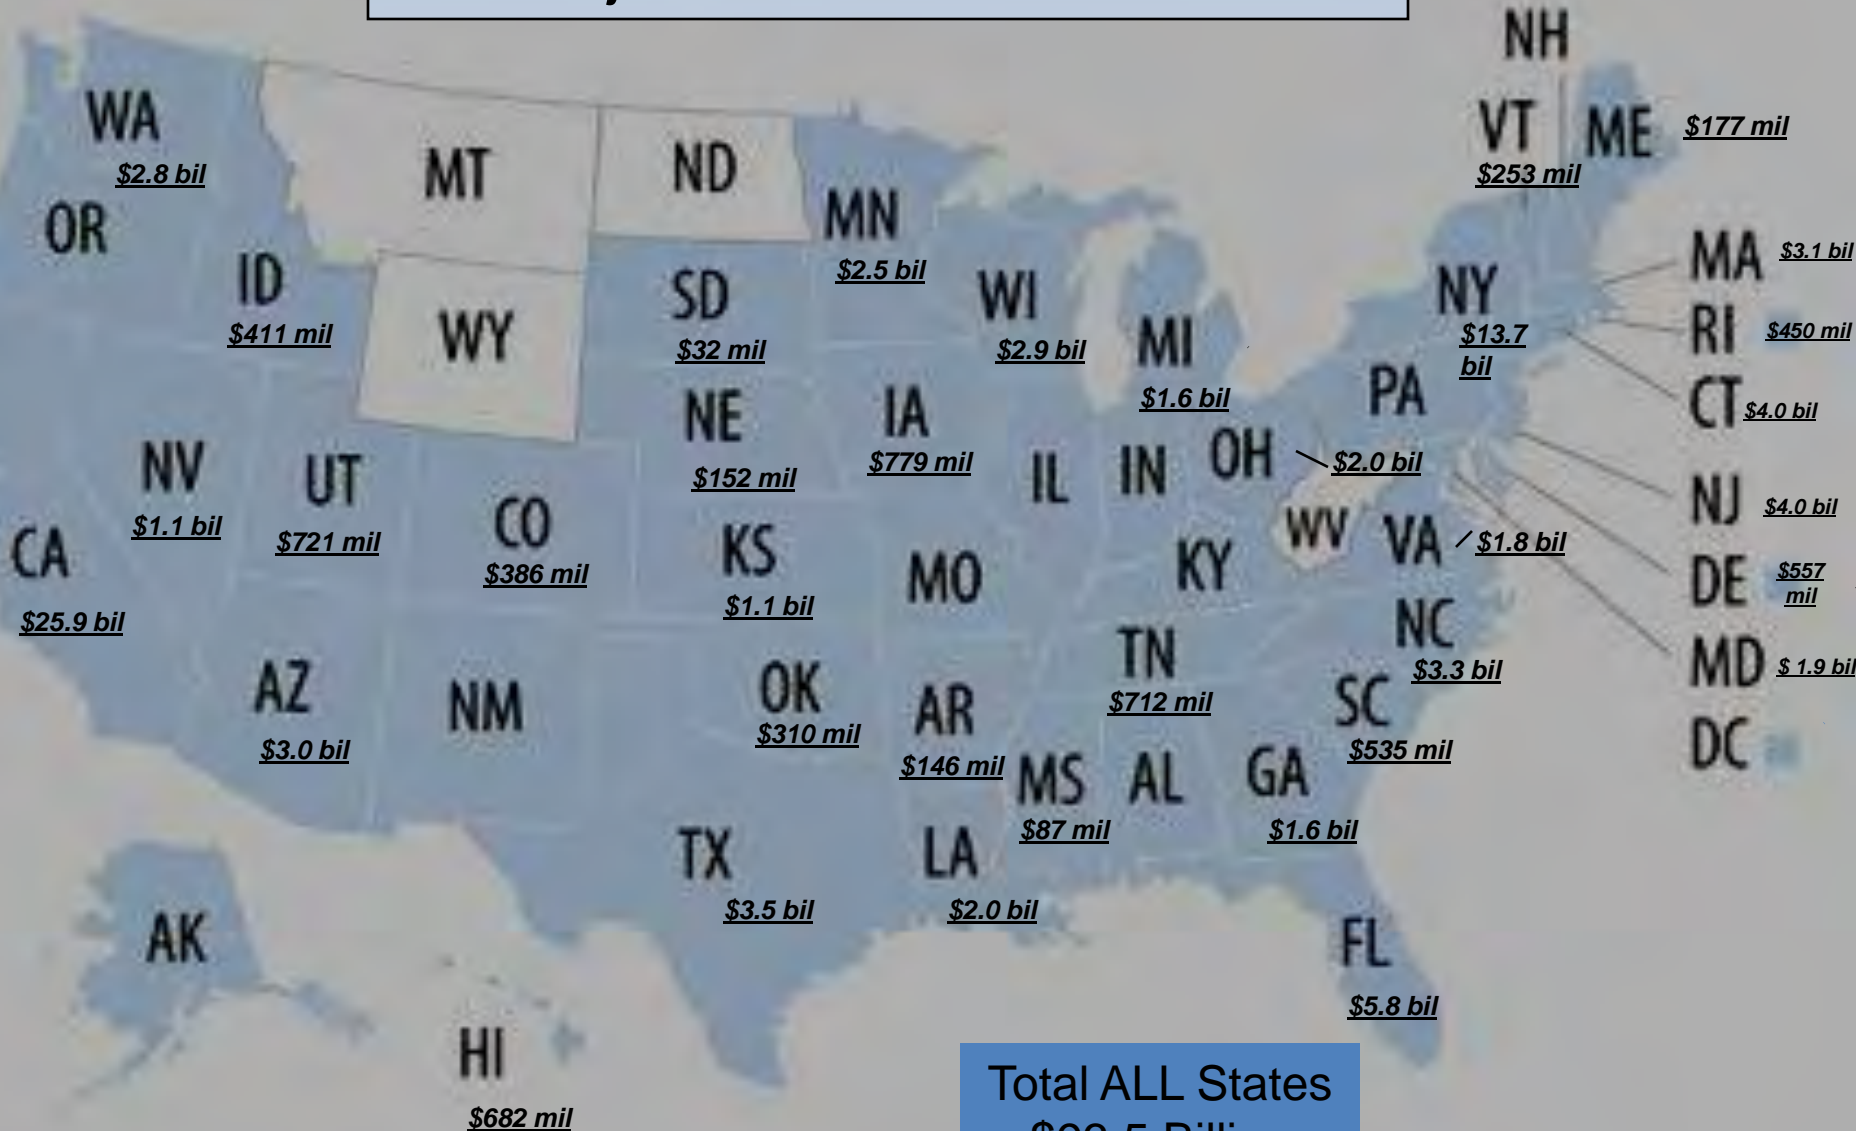 NH
VT
$253 mil
ME
$177 mil
WA
$2.8 bil
MT
ND
MN
$2.5 bil
OR
ID
$411 mil
WY
SD
$32 mil
WI
$2.9 bil
MI
$1.6 bil
NY
$13.7
bil
MA
$3.1 bil
RI
$450 mil
CT
$4.0 bil
PA
NE
$152 mil
IA
$779 mil
IL
IN
OH
$2.0 bil
NJ
$4.0 bil
NV
$1.1 bil
UT
$721 mil
CO
$386 mil
KS
$1.1 bil
MO
KY
WV
VA
$1.8 bil
DE
$557
mil
CA
$25.9 bil
TN
$712 mil
NC
$3.3 bil
MD
$ 1.9 bil
AZ
$3.0 bil
NM
OK
$310 mil
AR
$146 mil
SC
$535 mil
DC
MS
$87 mil
AL
GA
$1.6 bil
TX
$3.5 bil
LA
$2.0 bil
AK
FL
$5.8 bil
HI
$682 mil
Total ALL States